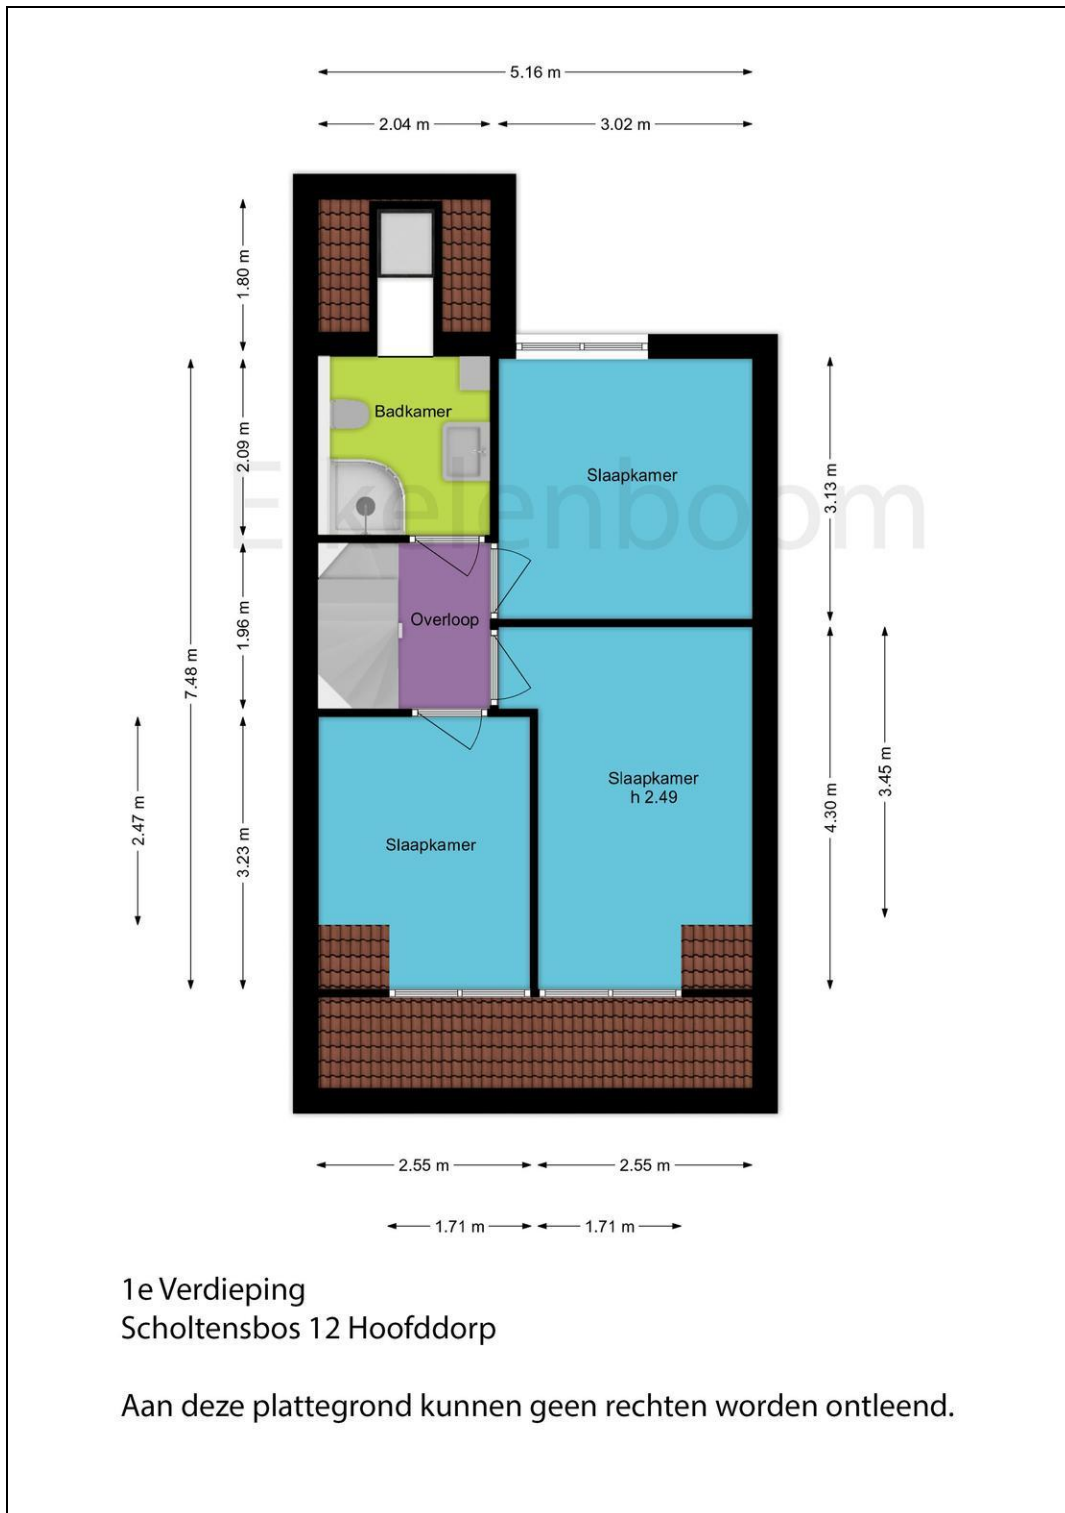 5.16 m
2.04 m
3.02 m
1.80 m
Badkamer
2.09 m
Slaapkamer
3.13 m
Eikelenboom
1.96 m
Overloop
7.48 m
Slaapkamer
h 2.49
3.45 m
4.30 m
2.47 m
3.23 m
Slaapkamer
2.55 m
2.55 m
1.71 m
1.71 m
1e Verdieping
Scholtensbos 12 Hoofddorp
Aan deze plattegrond kunnen geen rechten worden ontleend.